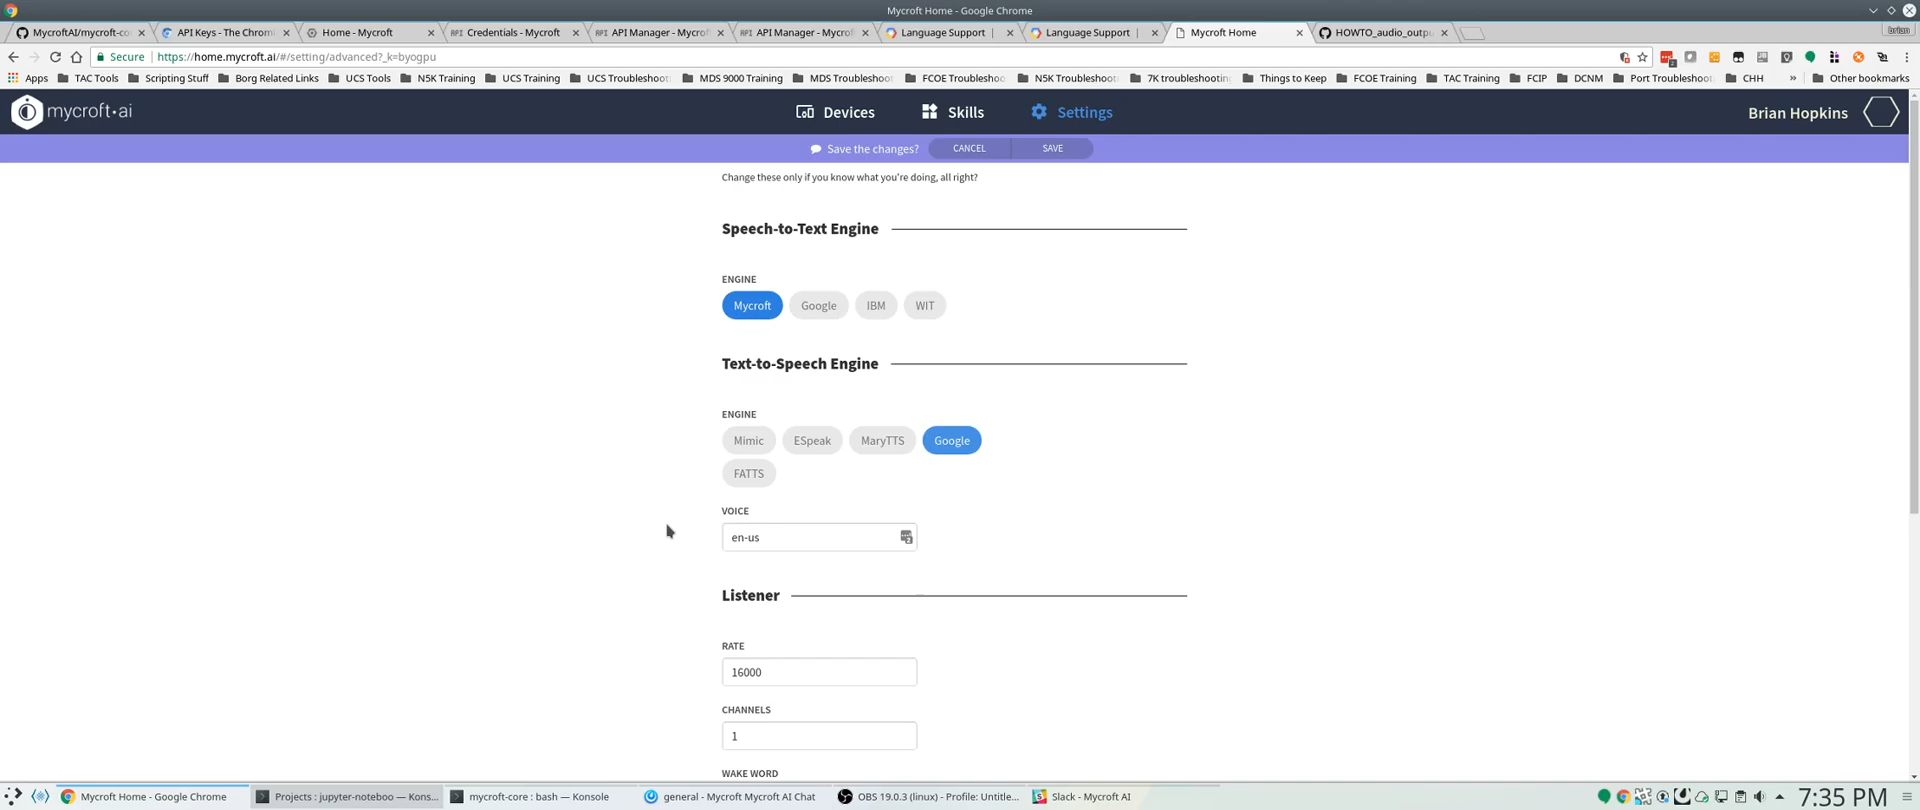 Mycroft Home - Google Chrome
MycroftAI/mycroft-co
API Keys - The Chromi
Home - Mycroft
RPI Credentials - Mycroft
RPI API Manager - Mycrof
RPI API Manager - Mycrof
Language Support |
Language Support |
Mycroft Home
HOWTO_audio_outpu
brian
Secure
https://home.mycroft.ai/#/setting/advanced?_k=byogpu
Apps
TAC Tools
Scripting Stuff
Borg Related Links
UCS Tools
N5K Training
UCS Training
UCS Troubleshoot
MDS 9000 Training
MDS Troubleshoo
FCOE Troubleshoo
N5K Troubleshoot
7K troubleshootin
Things to Keep
FCOE Training
TAC Training
FCIP
DCNM
Port Troubleshoot
CHH
»
Other bookmarks
mycroft·ai
Devices
Skills
Settings
Brian Hopkins
Save the changes?
CANCEL
SAVE
Change these only if you know what you're doing, all right?
Speech-to-Text Engine
ENGINE
Mycroft
Google
IBM
WIT
Text-to-Speech Engine
ENGINE
Mimic
ESpeak
MaryTTS
Google
FATTS
VOICE
en-us
Listener
RATE
16000
CHANNELS
1
WAKE WORD
Mycroft Home - Google Chrome
Projects : jupyter-noteboo — Kons...
mycroft-core : bash — Konsole
general - Mycroft Mycroft AI Chat
OBS 19.0.3 (linux) - Profile: Untitle...
Slack - Mycroft AI
7:35 PM